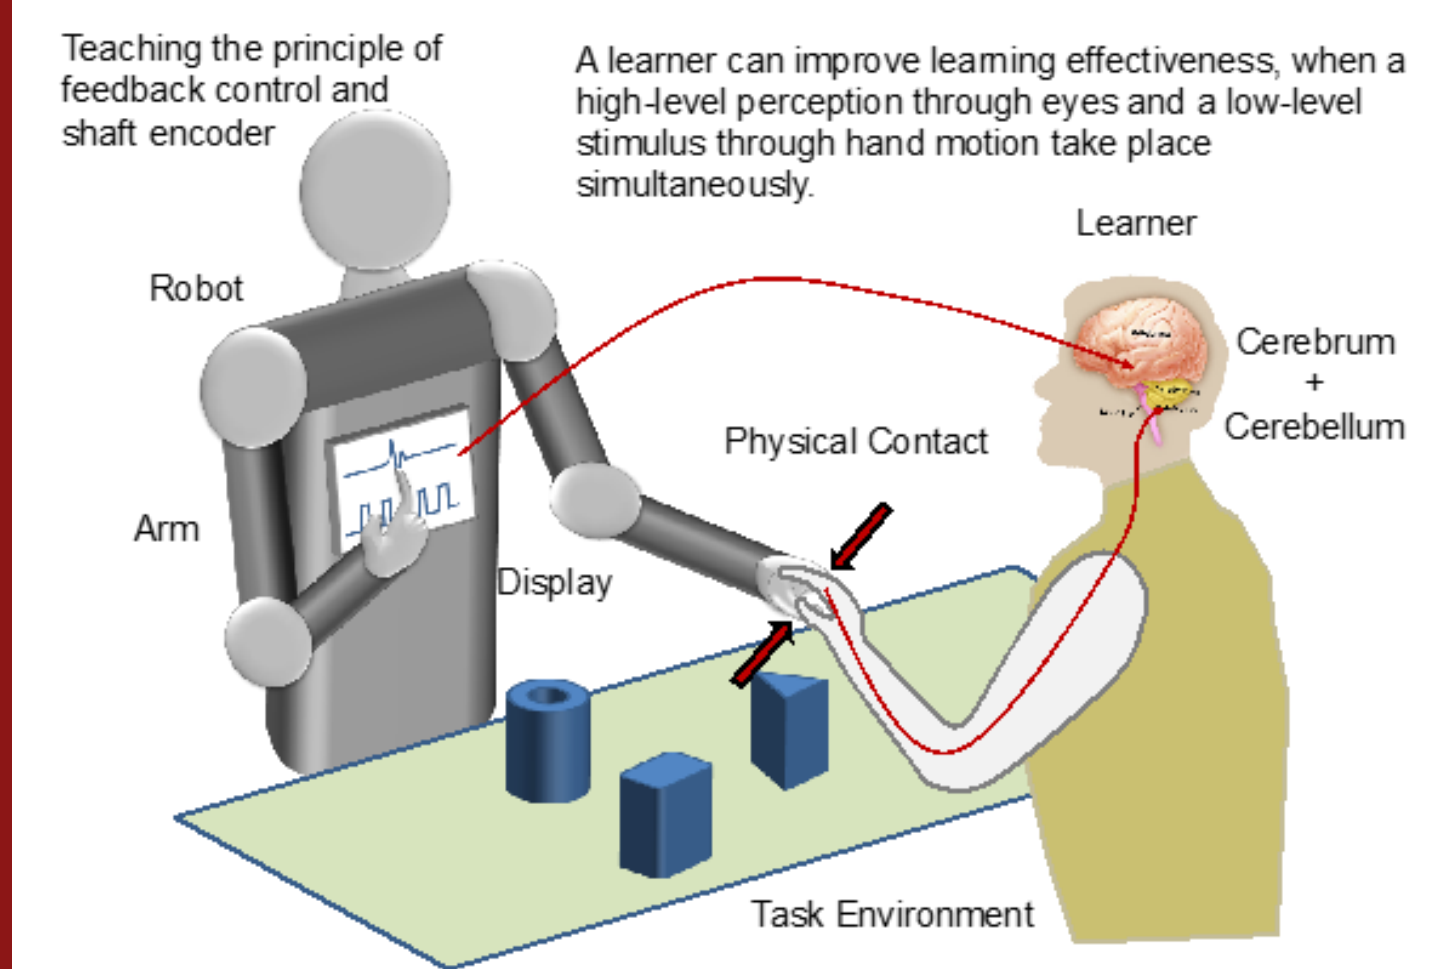 Teaching the principle of
feedback control and
shaft encoder
A learner can improve learning effectiveness, when a
high-level perception through eyes and a low-level
stimulus through hand motion take place
simultaneously.
Learner
Robot
Cerebrum
+
Cerebellum
Physical Contact
Arm
Display
Task Environment